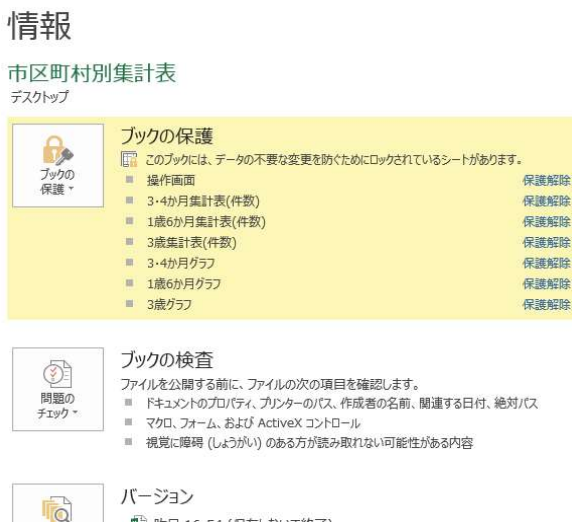 情報
市区町村別集計表
デスクトップ
ブックの保護
このブックには、データの不要な変更を防ぐためにロックされているシートがあります。
操作画面 保護解除
3・4か月集計表(件数) 保護解除
1歳6か月集計表(件数) 保護解除
3歳集計表(件数) 保護解除
3・4か月グラフ 保護解除
1歳6か月グラフ 保護解除
3歳グラフ 保護解除
ブックの
保護
ブックの検査
ファイルを公開する前に、ファイルの次の項目を確認します。
ドキュメントのプロパティ、プリンターのパス、作成者の名前、関連する日付、絶対パス
マクロ、フォーム、および ActiveX コントロール
視覚に障碍 (しょうがい) のある方が読み取れない可能性がある内容
問題の
チェック
バージョン
昨日 16:54 (保存しないで終了)